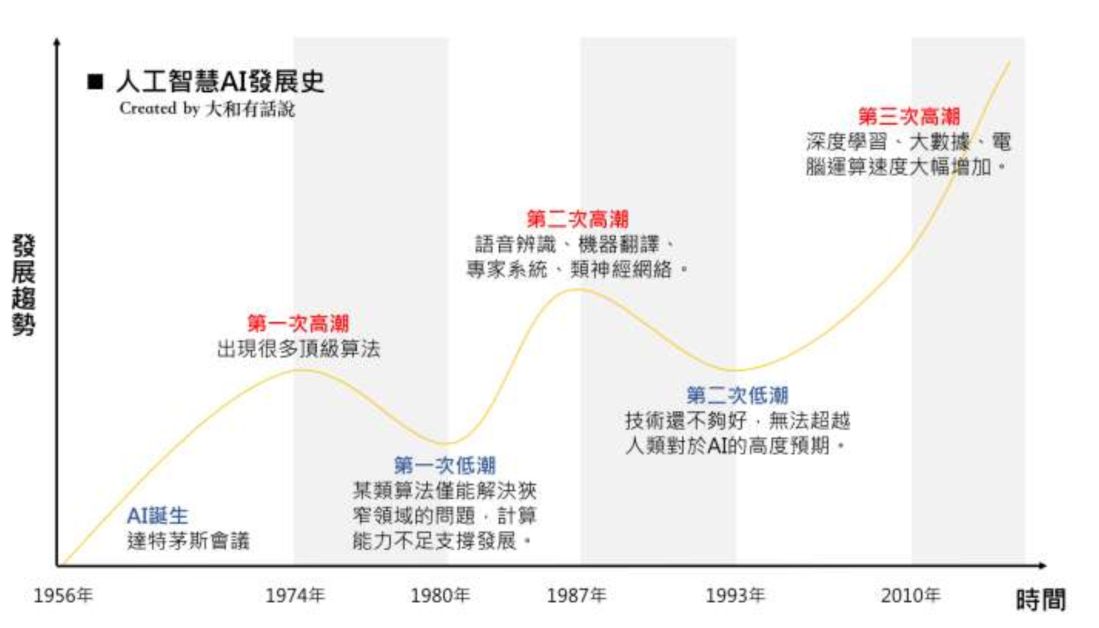 ■ 人工智慧AI發展史
Created by 大和有話說
第三次高潮
深度學習、大數據、電
腦運算速度大幅增加。
第二次高潮
語音辨識、機器翻譯、
專家系統、類神經網絡。
發展趨勢
第一次高潮
出現很多頂級算法
第二次低潮
技術還不夠好，無法超越
人類對於AI的高度預期。
第一次低潮
某類算法僅能解決狹
窄領域的問題，計算
能力不足支撐發展。
AI誕生
達特茅斯會議
1956年
1974年
1980年
1987年
1993年
2010年
時間